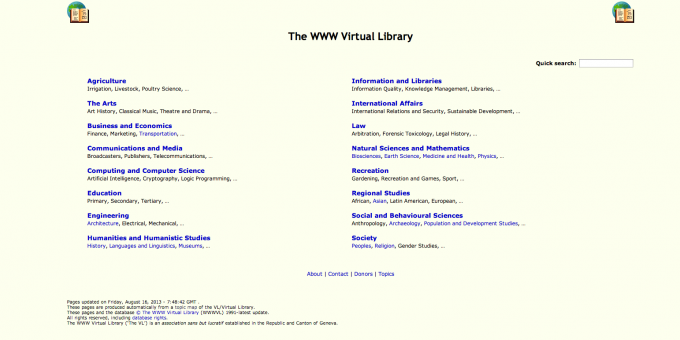 The WWW Virtual Library
Quick search:
Agriculture
Irrigation, Livestock, Poultry Science, ...
The Arts
Art History, Classical Music, Theatre and Drama, ...
Business and Economics
Finance, Marketing, Transportation, ...
Communications and Media
Broadcasters, Publishers, Telecommunications, ...
Computing and Computer Science
Artificial Intelligence, Cryptography, Logic Programming, ...
Education
Primary, Secondary, Tertiary, ...
Engineering
Architecture, Electrical, Mechanical, ...
Humanities and Humanistic Studies
History, Languages and Linguistics, Museums, ...
Information and Libraries
Information Quality, Knowledge Management, Libraries, ...
International Affairs
International Relations and Security, Sustainable Development, ...
Law
Arbitration, Forensic Toxicology, Legal History, ...
Natural Sciences and Mathematics
Biosciences, Earth Science, Medicine and Health, Physics, ...
Recreation
Gardening, Recreation and Games, Sport, ...
Regional Studies
African, Asian, Latin American, European, ...
Social and Behavioural Sciences
Anthropology, Archaeology, Population and Development Studies, ...
Society
Peoples, Religion, Gender Studies, ...
About | Contact | Donors | Topics
Pages updated on Friday, August 16, 2013 - 7:48:42 GMT .
These pages are produced automatically from a topic map of the VL/Virtual Library.
These pages and the database © The WWW Virtual Library (WWWVL) 1991-latest update.
All rights reserved, including database rights.
The WWW Virtual Library ("The VL") is an association sans but lucratif established in the Republic and Canton of Geneva.